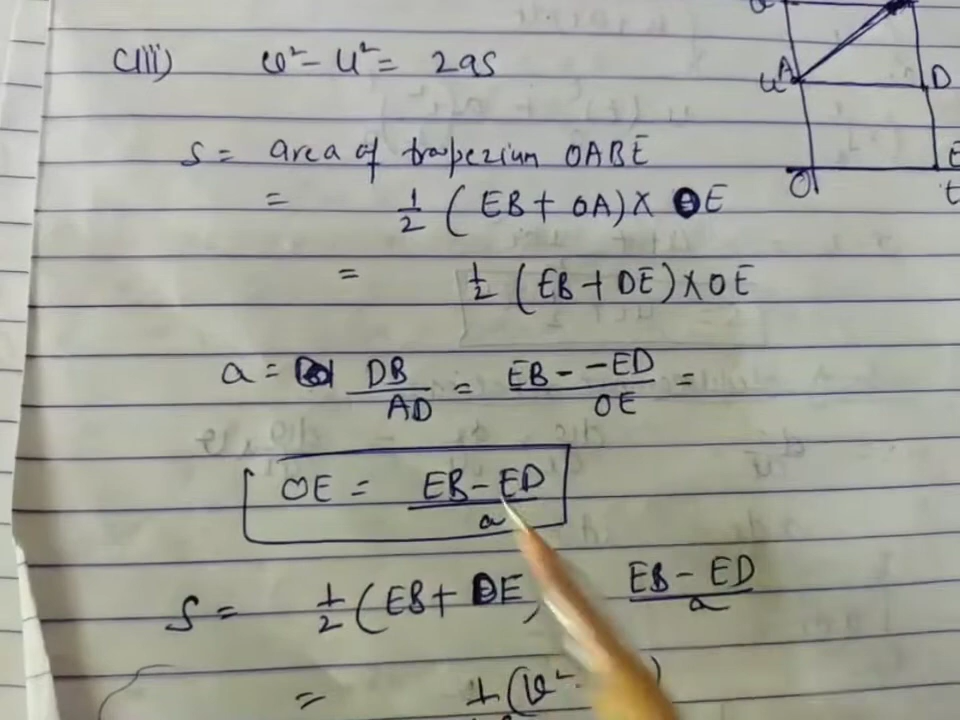 (iii) v² - u² = 2as
A
u
D
S = area of trapezium OABE
E
O
t
= 1/2 (EB + OA) X OE
= 1/2 (EB + DE) X OE
a = DB/AD = EB - -ED/OE =
OE = EB - ED/a
S = 1/2 (EB + DE) EB - ED/a
= 1/2 (v²